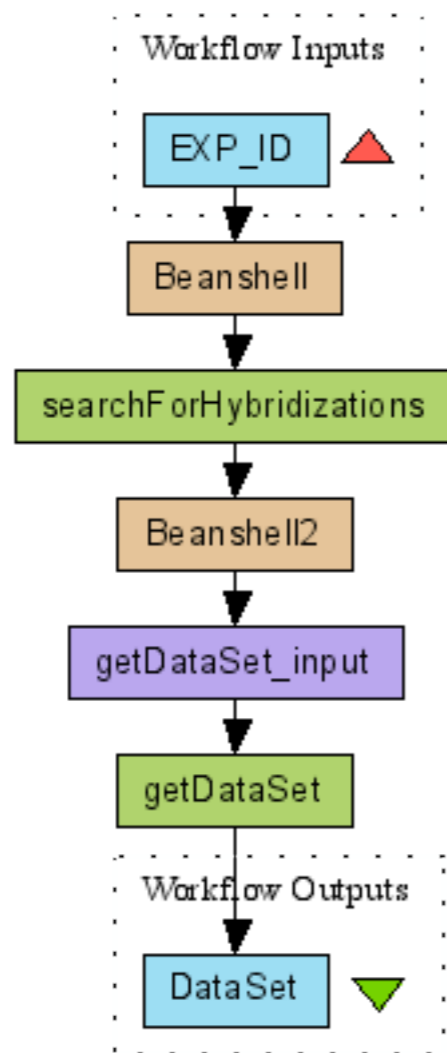 Workflow Inputs
EXP_ID
Beanshell
searchForHybridizations
Beanshell2
getDataSet_input
getDataSet
Workflow Outputs
DataSet